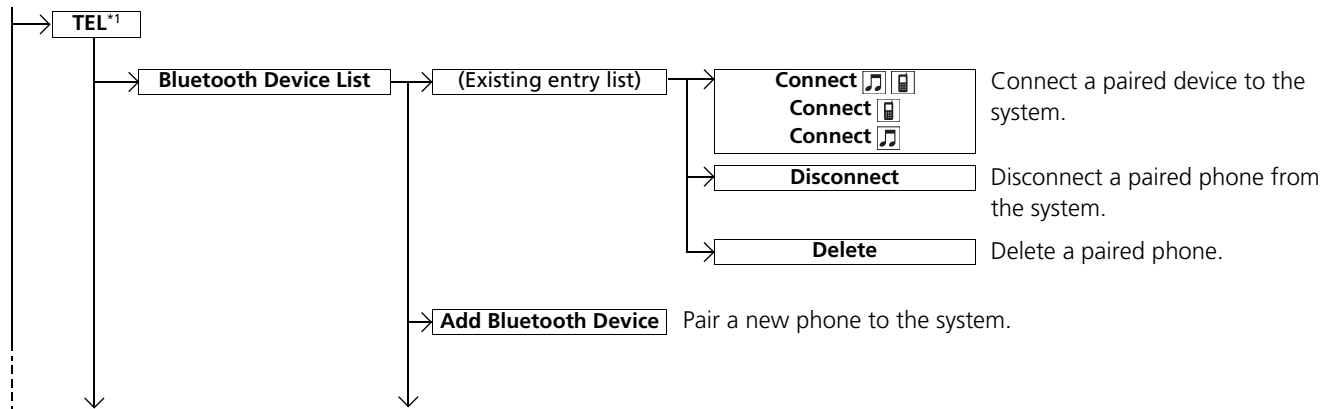 TEL*1
Bluetooth Device List
(Existing entry list)
Connect
Connect
Connect
Connect a paired device to the
system.
Disconnect
Disconnect a paired phone from
the system.
Delete
Delete a paired phone.
Add Bluetooth Device
Pair a new phone to the system.